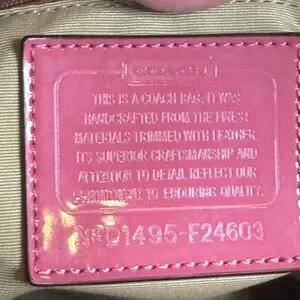 COACH
THIS IS A COACH BAG. IT WAS
HANDCRAFTED FROM THE FINEST
MATERIALS TRIMMED WITH LEATHER.
ITS SUPERIOR CRAFTSMANSHIP AND
ATTENTION TO DETAIL REFLECT OUR
COMMITMENT TO ENDURING QUALITY.
1495-F24603